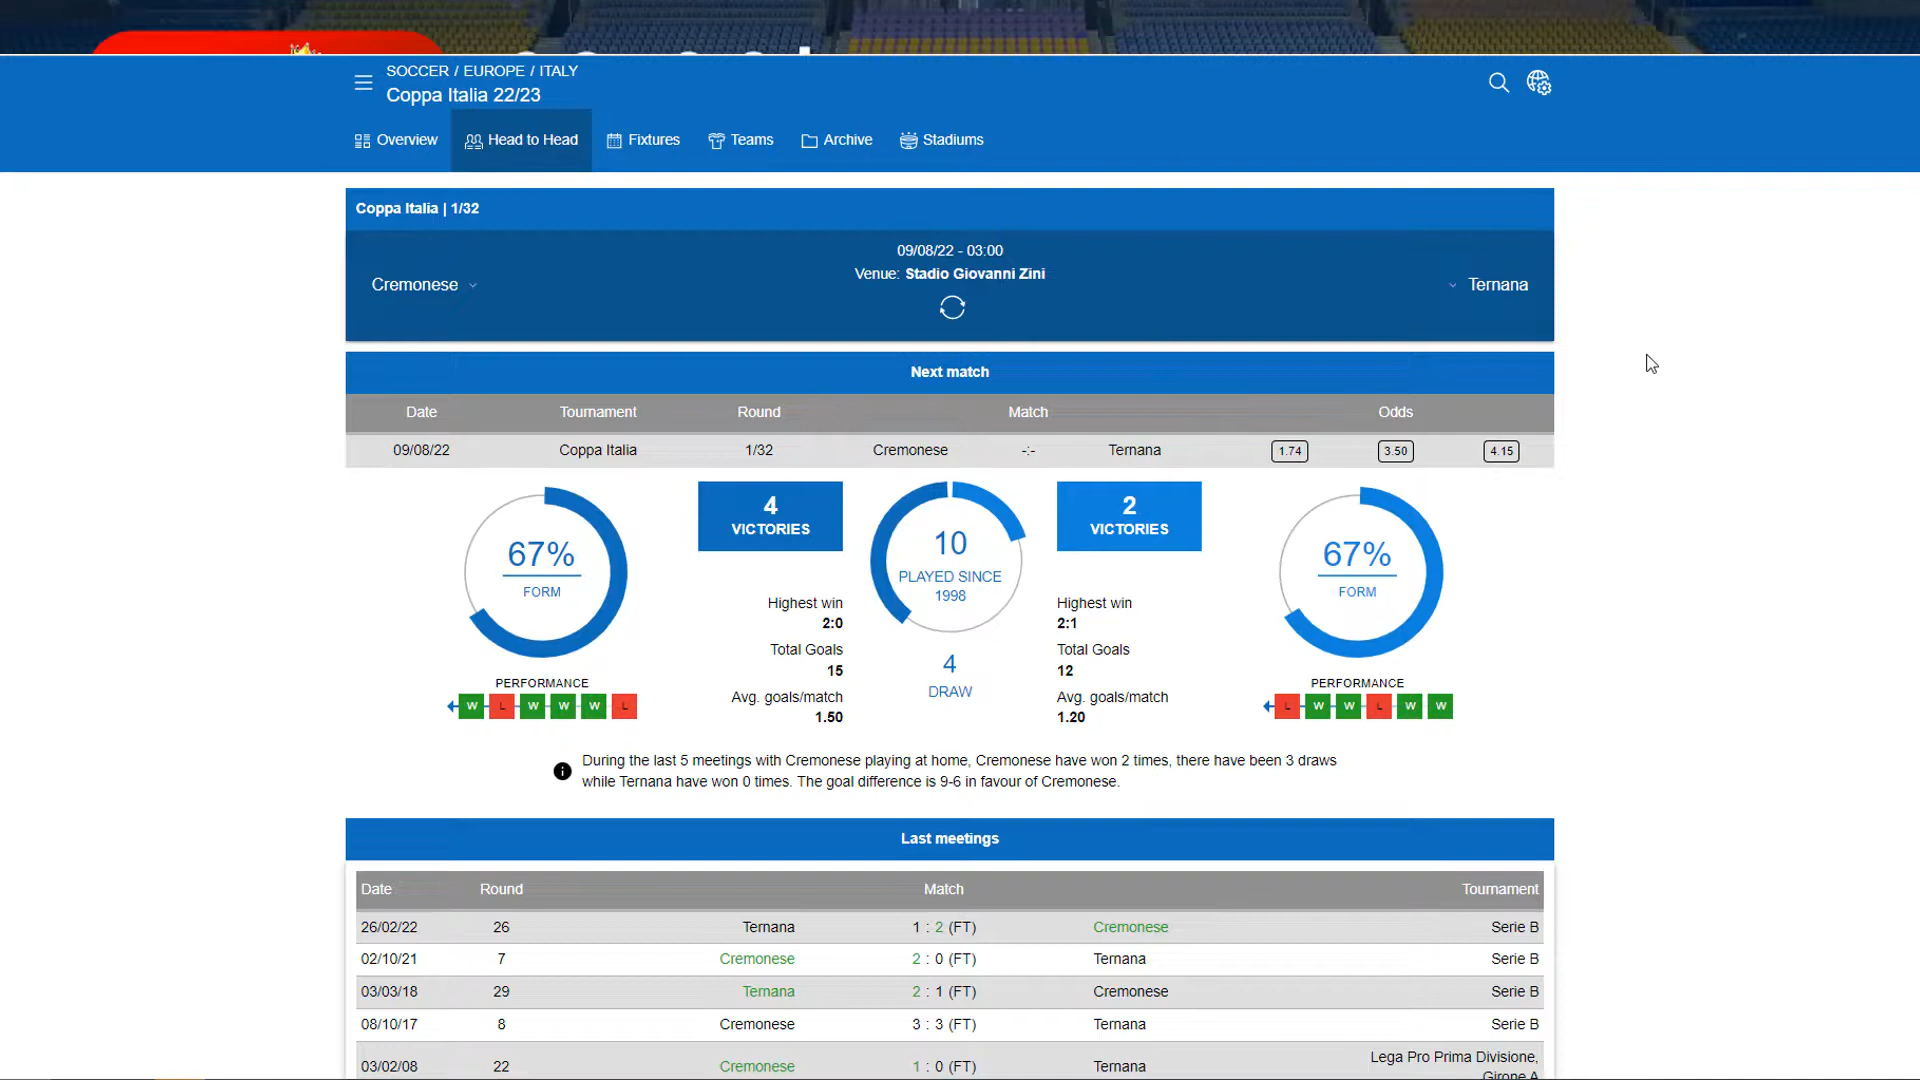 SOCCER / EUROPE / ITALY
Coppa Italia 22/23
Overview Head to Head Fixtures Teams Archive Stadiums
Coppa Italia | 1/32
09/08/22 - 03:00
Venue: Stadio Giovanni Zini
Cremonese Ternana
Next match
Date Tournament Round Match Odds
09/08/22 Coppa Italia 1/32 Cremonese -:- Ternana 1.74 3.50 4.15
67%
FORM
PERFORMANCE
W L W W W L
4
VICTORIES
Highest win
2:0
Total Goals
15
Avg. goals/match
1.50
10
PLAYED SINCE
1998
4
DRAW
2
VICTORIES
Highest win
2:1
Total Goals
12
Avg. goals/match
1.20
67%
FORM
PERFORMANCE
L W W L W W
During the last 5 meetings with Cremonese playing at home, Cremonese have won 2 times, there have been 3 draws
while Ternana have won 0 times. The goal difference is 9-6 in favour of Cremonese.
Last meetings
Date Round Match Tournament
26/02/22 26 Ternana 1 : 2 (FT) Cremonese Serie B
02/10/21 7 Cremonese 2 : 0 (FT) Ternana Serie B
03/03/18 29 Ternana 2 : 1 (FT) Cremonese Serie B
08/10/17 8 Cremonese 3 : 3 (FT) Ternana Serie B
03/02/08 22 Cremonese 1 : 0 (FT) Ternana Lega Pro Prima Divisione,
Girone A